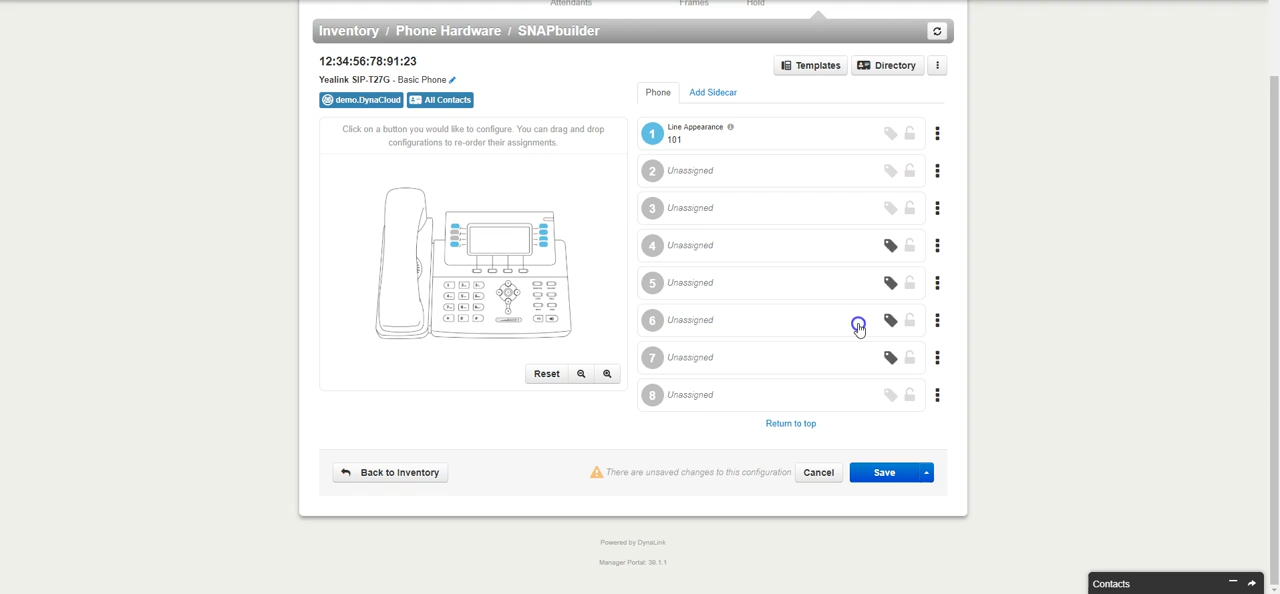 Attendants Frames Hold
Inventory / Phone Hardware / SNAPbuilder
12:34:56:78:91:23
Yealink SIP-T27G - Basic Phone
demo.DynaCloud All Contacts
Templates Directory
Phone Add Sidecar
Click on a button you would like to configure. You can drag and drop
configurations to re-order their assignments.
1 Line Appearance
101
2 Unassigned
3 Unassigned
4 Unassigned
5 Unassigned
6 Unassigned
7 Unassigned
8 Unassigned
Reset
Return to top
Back to Inventory
There are unsaved changes to this configuration
Cancel
Save
Powered by DynaLink
Manager Portal: 39.1.1
Contacts